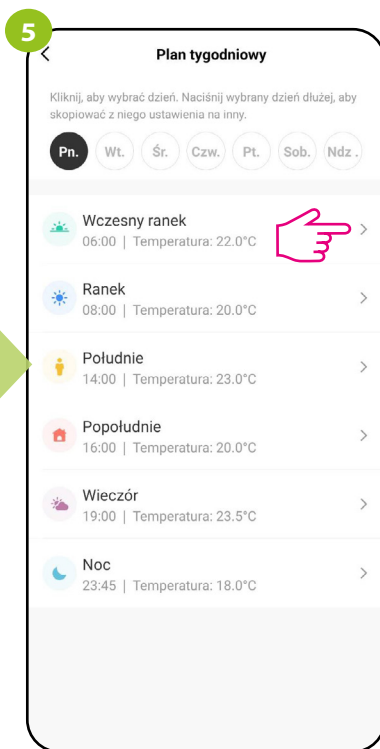 5
Plan tygodniowy
Kliknij, aby wybrać dzień. Naciśnij wybrany dzień dłużej, aby
skopiować z niego ustawienia na inny.
Pn. Wt. Śr. Czw. Pt. Sob. Ndz .
Wczesny ranek
06:00 | Temperatura: 22.0°C
Ranek
08:00 | Temperatura: 20.0°C
Południe
14:00 | Temperatura: 23.0°C
Popołudnie
16:00 | Temperatura: 20.0°C
Wieczór
19:00 | Temperatura: 23.5°C
Noc
23:45 | Temperatura: 18.0°C